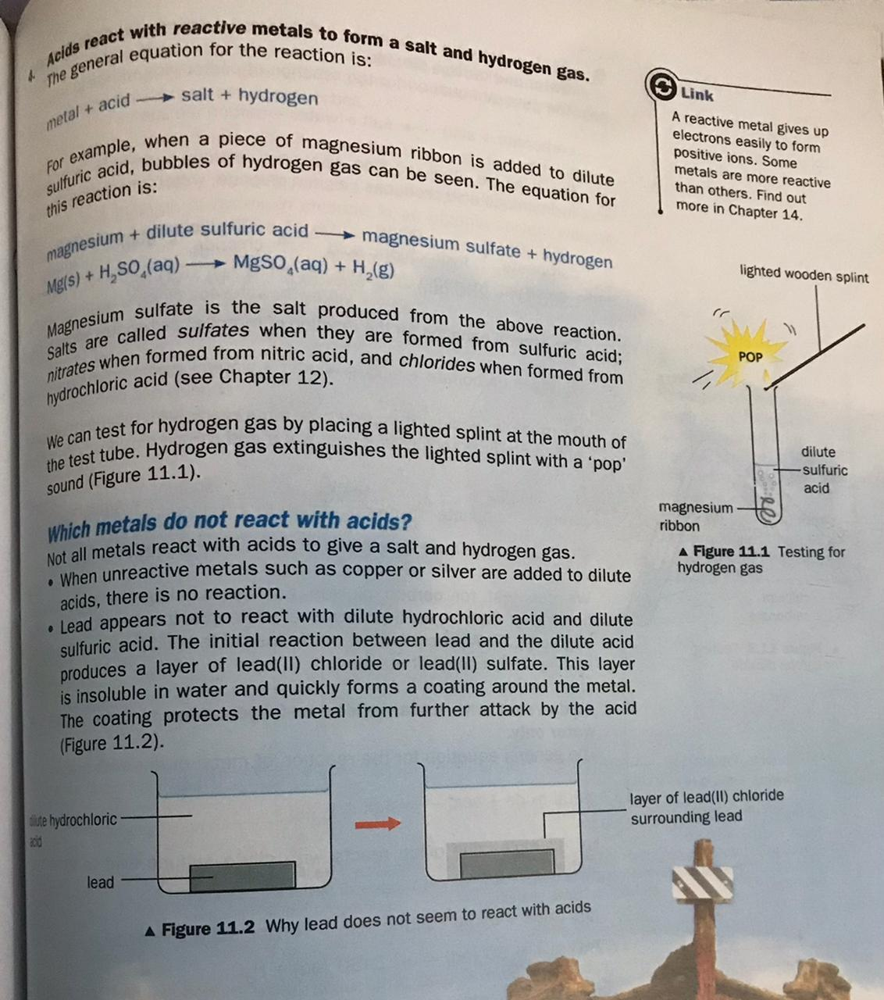 Acids react with reactive metals to form a salt and hydrogen gas.
The general equation for the reaction is:
metal + acid ⟶ salt + hydrogen
For example, when a piece of magnesium ribbon is added to dilute
sulfuric acid, bubbles of hydrogen gas can be seen. The equation for
this reaction is:
magnesium + dilute sulfuric acid ⟶ magnesium sulfate + hydrogen
Mg(s) + H₂SO₄(aq) ⟶ MgSO₄(aq) + H₂(g)
Magnesium sulfate is the salt produced from the above reaction.
Salts are called sulfates when they are formed from sulfuric acid;
nitrates when formed from nitric acid, and chlorides when formed from
hydrochloric acid (see Chapter 12).
We can test for hydrogen gas by placing a lighted splint at the mouth of
the test tube. Hydrogen gas extinguishes the lighted splint with a ‘pop’
sound (Figure 11.1).
Link
A reactive metal gives up
electrons easily to form
positive ions. Some
metals are more reactive
than others. Find out
more in Chapter 14.
lighted wooden splint
POP
dilute
sulfuric
acid
magnesium
ribbon
▲ Figure 11.1 Testing for
hydrogen gas
Which metals do not react with acids?
Not all metals react with acids to give a salt and hydrogen gas.
• When unreactive metals such as copper or silver are added to dilute
acids, there is no reaction.
• Lead appears not to react with dilute hydrochloric acid and dilute
sulfuric acid. The initial reaction between lead and the dilute acid
produces a layer of lead(II) chloride or lead(II) sulfate. This layer
is insoluble in water and quickly forms a coating around the metal.
The coating protects the metal from further attack by the acid
(Figure 11.2).
dilute hydrochloric
acid
lead
layer of lead(II) chloride
surrounding lead
▲ Figure 11.2 Why lead does not seem to react with acids